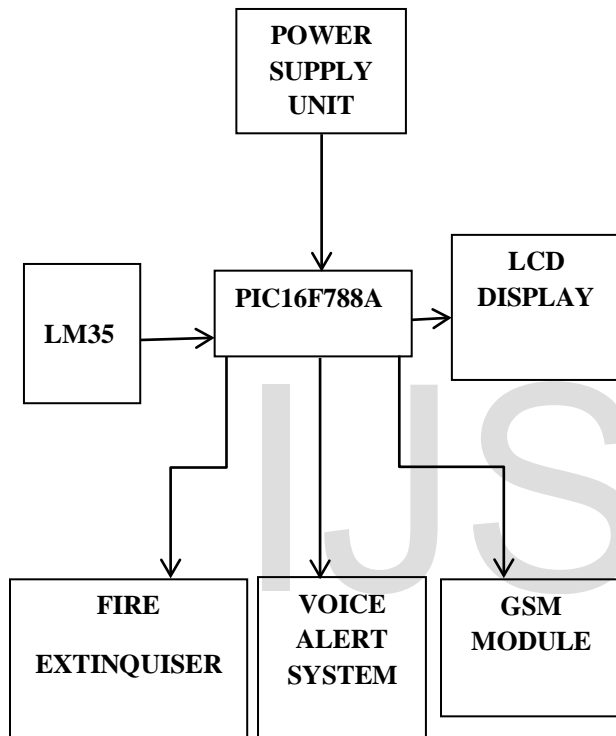 POWER
SUPPLY
UNIT
LM35
PIC16F788A
LCD
DISPLAY
FIRE
EXTINQUISER
VOICE
ALERT
SYSTEM
GSM
MODULE
IJS